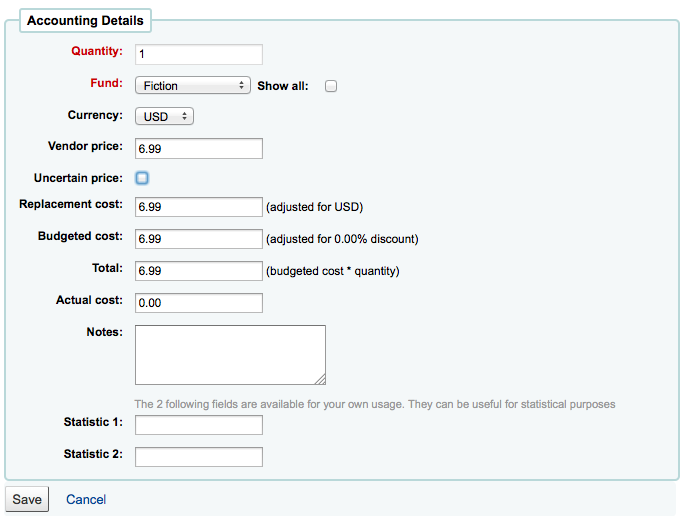 Accounting Details
Quantity: 1
Fund: Fiction Show all:
Currency: USD
Vendor price: 6.99
Uncertain price:
Replacement cost: 6.99 (adjusted for USD)
Budgeted cost: 6.99 (adjusted for 0.00% discount)
Total: 6.99 (budgeted cost * quantity)
Actual cost: 0.00
Notes:
The 2 following fields are available for your own usage. They can be useful for statistical purposes
Statistic 1:
Statistic 2:
Save Cancel